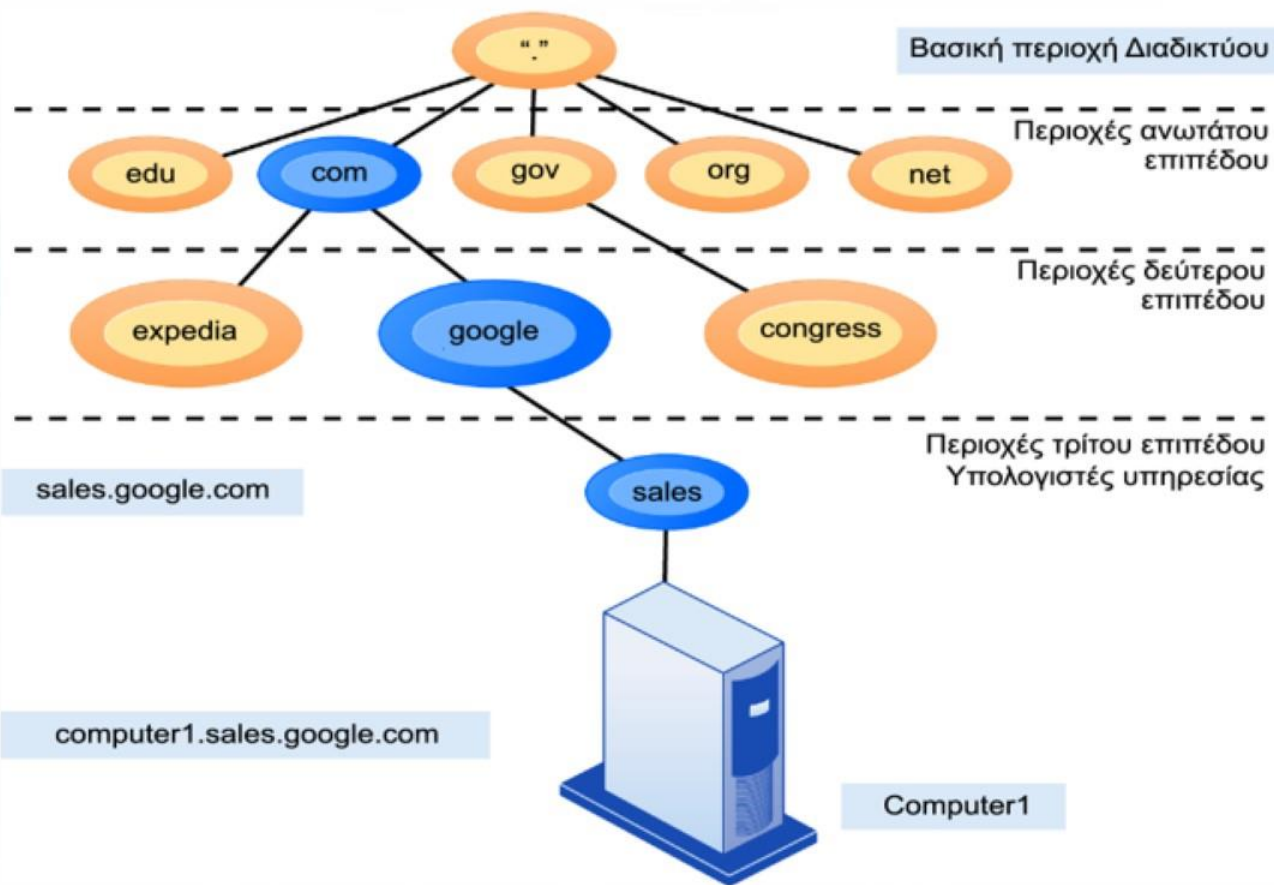 “.”
Βασική περιοχή Διαδικτύου
Περιοχές ανωτάτου
επιπέδου
edu
com
gov
org
net
Περιοχές δεύτερου
επιπέδου
expedia
google
congress
Περιοχές τρίτου επιπέδου
Υπολογιστές υπηρεσίας
sales.google.com
sales
computer1.sales.google.com
Computer1